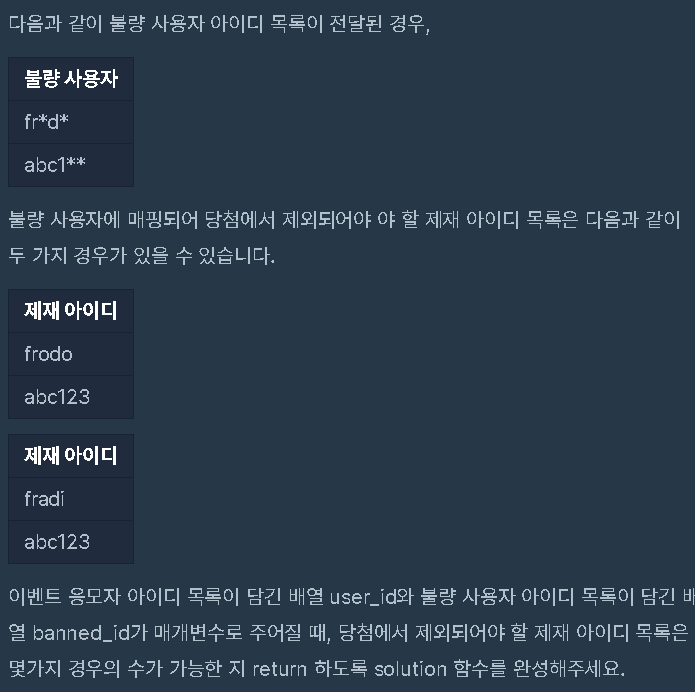 다음과 같이 불량 사용자 아이디 목록이 전달된 경우,
불량 사용자
fr*d*
abc1**
불량 사용자에 매핑되어 당첨에서 제외되어야 야 할 제재 아이디 목록은 다음과 같이
두 가지 경우가 있을 수 있습니다.
제재 아이디
frodo
abc123
제재 아이디
fradi
abc123
이벤트 응모자 아이디 목록이 담긴 배열 user_id와 불량 사용자 아이디 목록이 담긴 배
열 banned_id가 매개변수로 주어질 때, 당첨에서 제외되어야 할 제재 아이디 목록은
몇가지 경우의 수가 가능한 지 return 하도록 solution 함수를 완성해주세요.